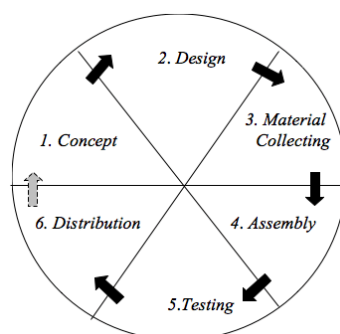 1. Concept
2. Design
3. Material
Collecting
4. Assembly
5.Testing
6. Distribution